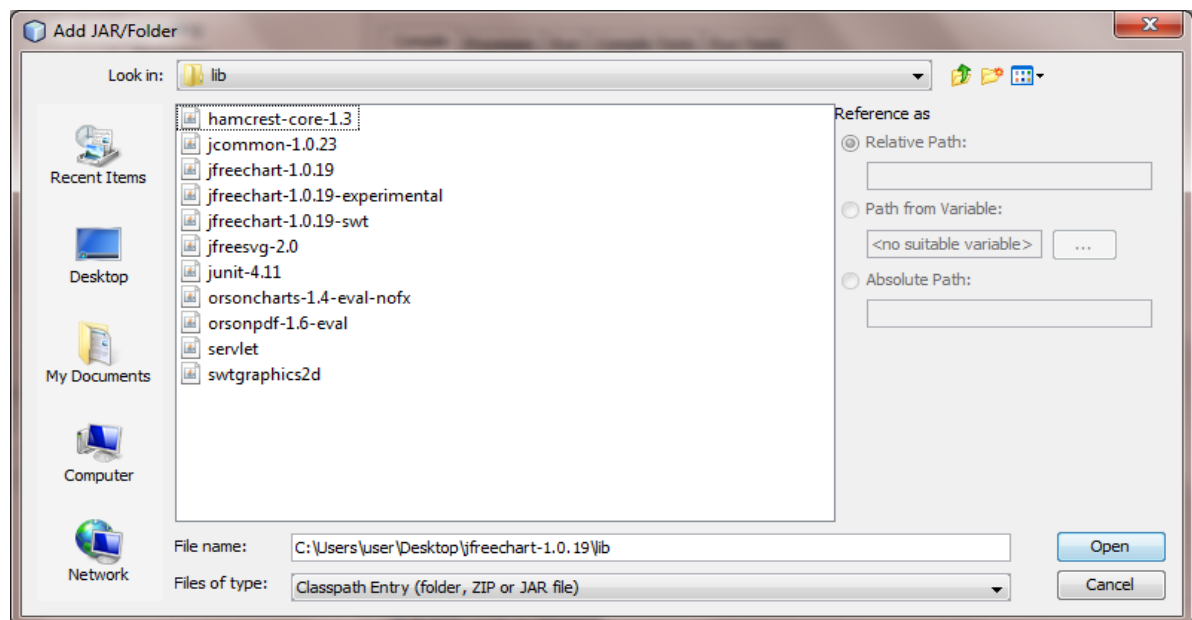 Add JAR/Folder
Look in: lib
Recent Items
Desktop
My Documents
Computer
Network
hamcrest-core-1.3
jcommon-1.0.23
jfreechart-1.0.19
jfreechart-1.0.19-experimental
jfreechart-1.0.19-swt
jfreesvg-2.0
junit-4.11
orsoncharts-1.4-eval-nofx
orsonpdf-1.6-eval
servlet
swtgraphics2d
Reference as
Relative Path:
Path from Variable:
<no suitable variable> ...
Absolute Path:
File name: C:\Users\user\Desktop\jfreechart-1.0.19\lib Open
Files of type: Classpath Entry (folder, ZIP or JAR file) Cancel